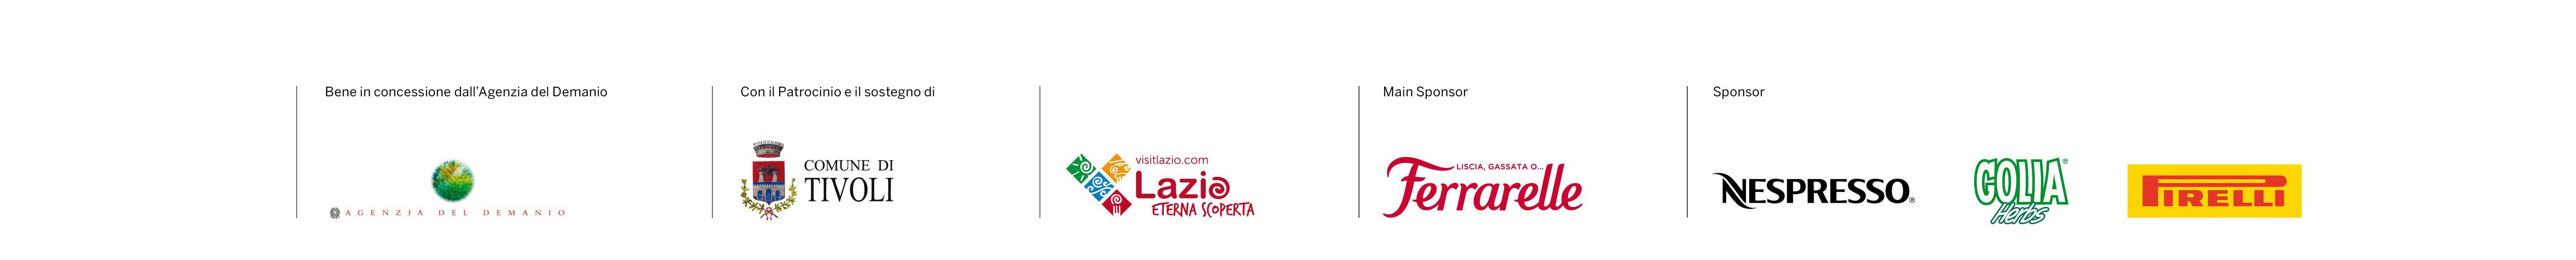 Bene in concessione dall'Agenzia del Demanio
AGENZIA DEL DEMANIO
Con il Patrocinio e il sostegno di
COMUNE DI
TIVOLI
visitlazio.com
Lazio
ETERNA SCOPERTA
Main Sponsor
LISCIA, GASSATA O...
Ferrarelle
Sponsor
NESPRESSO®
GOLIA®
Herbs
PIRELLI